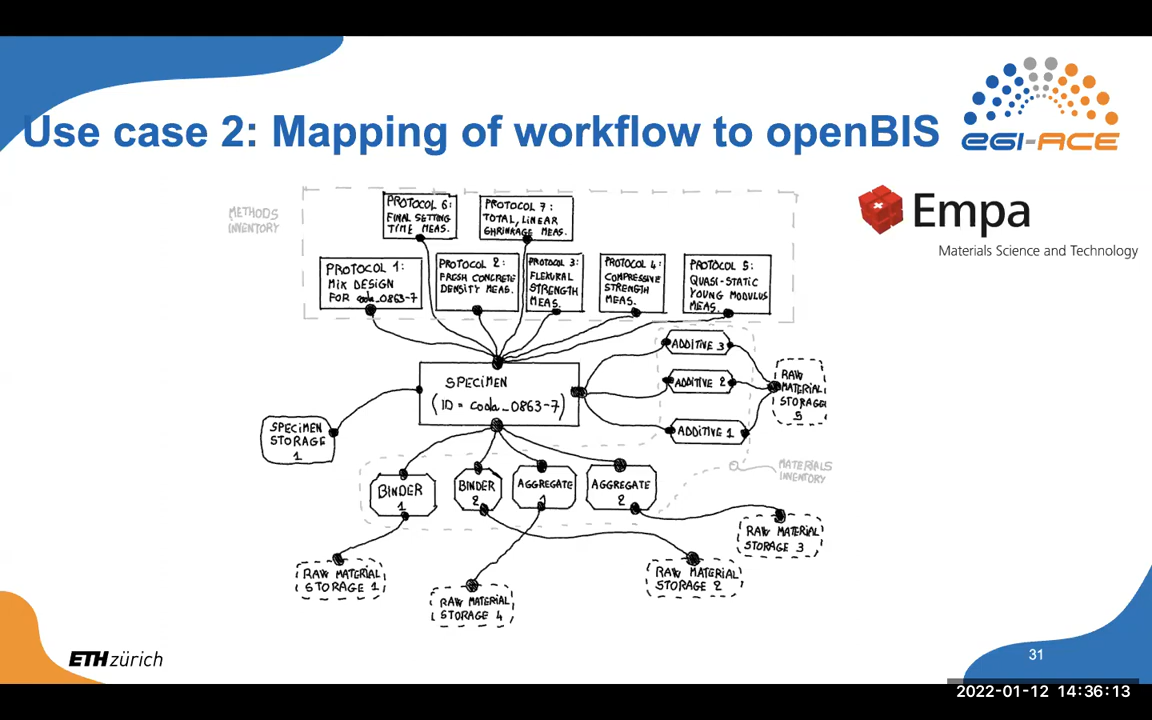 Use case 2: Mapping of workflow to openBIS
EGI-ACE
Empa
Materials Science and Technology
METHODS
INVENTORY
PROTOCOL 6:
FINAL SETTING
TIME MEAS.
PROTOCOL 7:
TOTAL, LINEAR
SHRINKAGE MEAS.
PROTOCOL 1:
MIX DESIGN
FOR coda_0863-7
PROTOCOL 2:
FRESH CONCRETE
DENSITY MEAS.
PROTOCOL 3:
FLEXURAL
STRENGTH
MEAS.
PROTOCOL 4:
COMPRESSIVE
STRENGTH
MEAS.
PROTOCOL 5:
QUASI-STATIC
YOUNG MODULUS
MEAS.
SPECIMEN
(ID = coda_0863-7)
ADDITIVE 3
ADDITIVE 2
ADDITIVE 1
RAW
MATERIAL
STORAGE
5
SPECIMEN
STORAGE
1
MATERIALS
INVENTORY
BINDER
1
BINDER
2
AGGREGATE
1
AGGREGATE
2
RAW MATERIAL
STORAGE 3
RAW MATERIAL
STORAGE 1
RAW MATERIAL
STORAGE 2
RAW MATERIAL
STORAGE 4
ETH zürich
31
2022-01-12 14:36:13